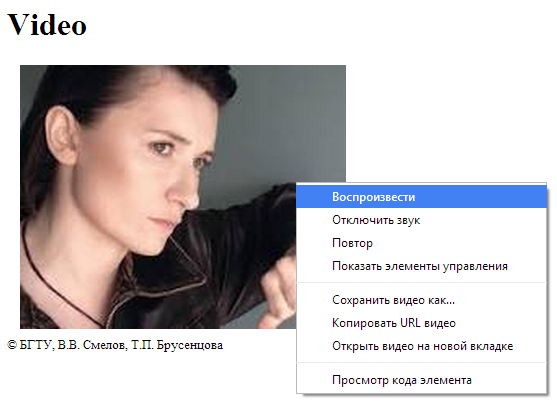 Video
Воспроизвести
Отключить звук
Повтор
Показать элементы управления
Сохранить видео как...
Копировать URL видео
Открыть видео на новой вкладке
Просмотр кода элемента
© БГТУ, В.В. Смелов, Т.П. Брусенцова